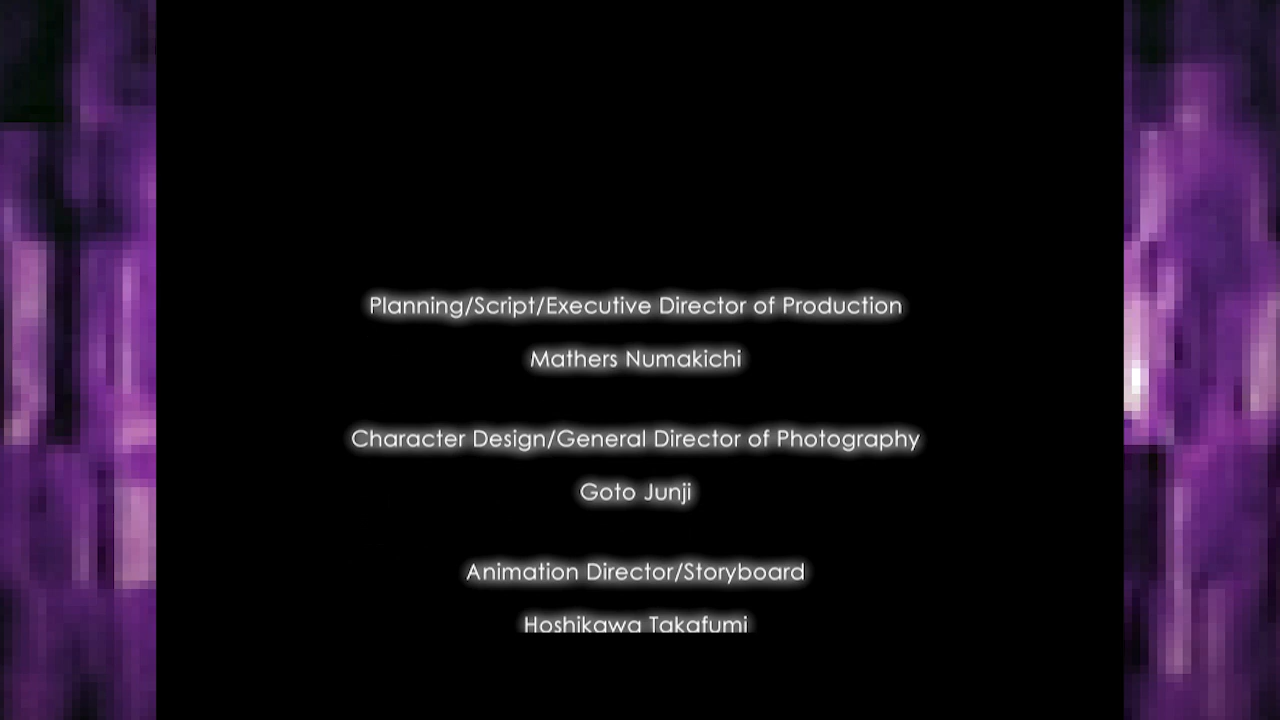 Planning/Script/Executive Director of Production
Mathers Numakichi
Character Design/General Director of Photography
Goto Junji
Animation Director/Storyboard
Hoshikawa Takafumi